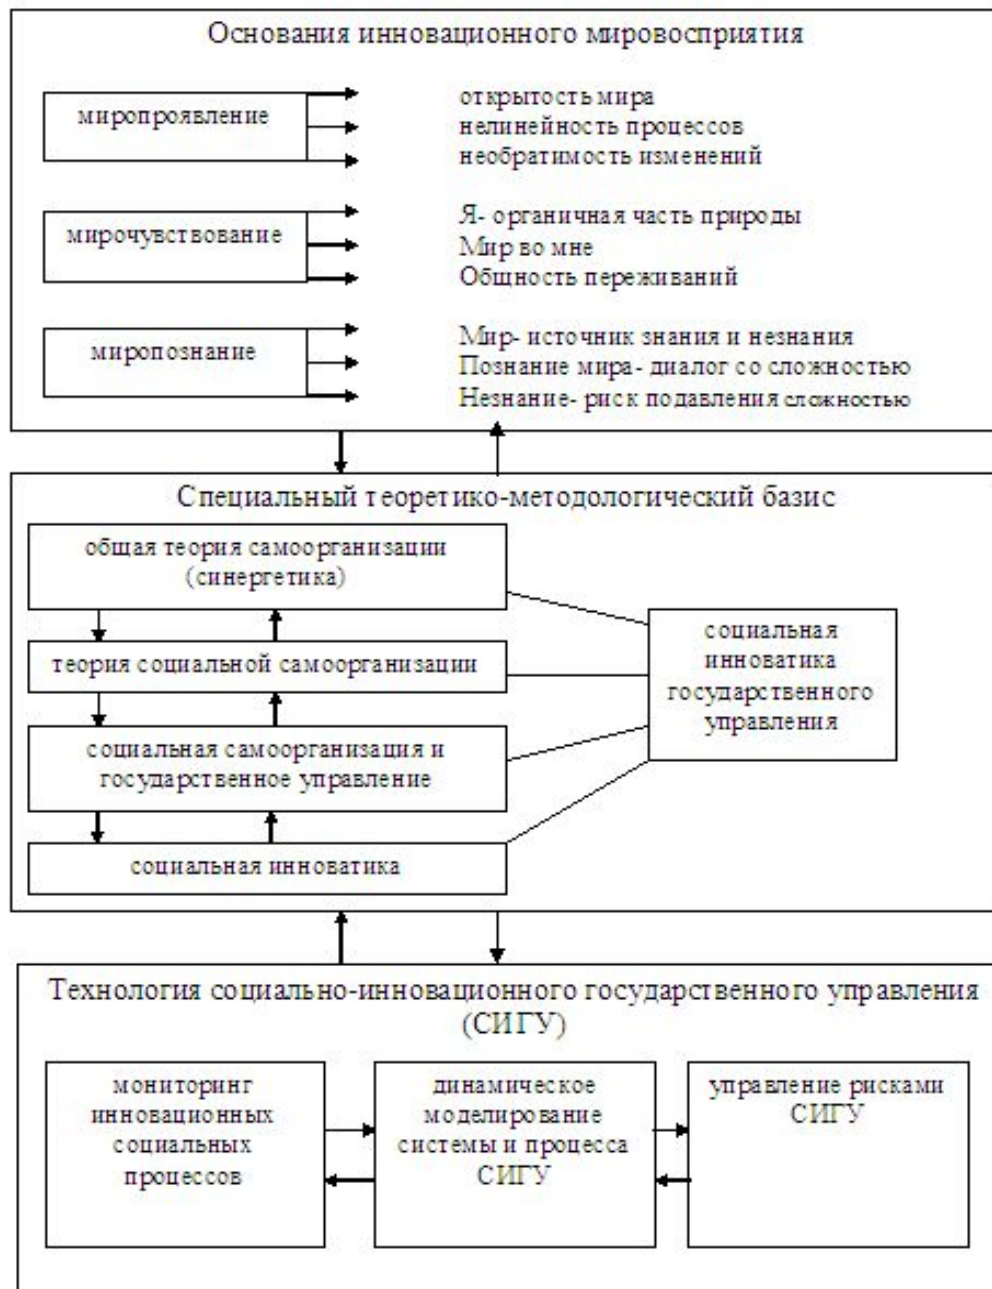 Основания инновационного мировосприятия
миропроявление
открытость мира
нелинейность процессов
необратимость изменений
мирочувствование
Я- органичная часть природы
Мир во мне
Общность переживаний
миропознание
Мир- источник знания и незнания
Познание мира- диалог со сложностью
Незнание- риск подавления сложностью
Специальный теоретико-методологический базис
общая теория самоорганизации
(синергетика)
теория социальной самоорганизации
социальная самоорганизация и
государственное управление
социальная инноватика
социальная
инноватика
государственного
управления
Технология социально-инновационного государственного управления
(СИГУ)
мониторинг
инновационных
социальных
процессов
динамическое
моделирование
системы и процесса
СИГУ
управление рисками
СИГУ